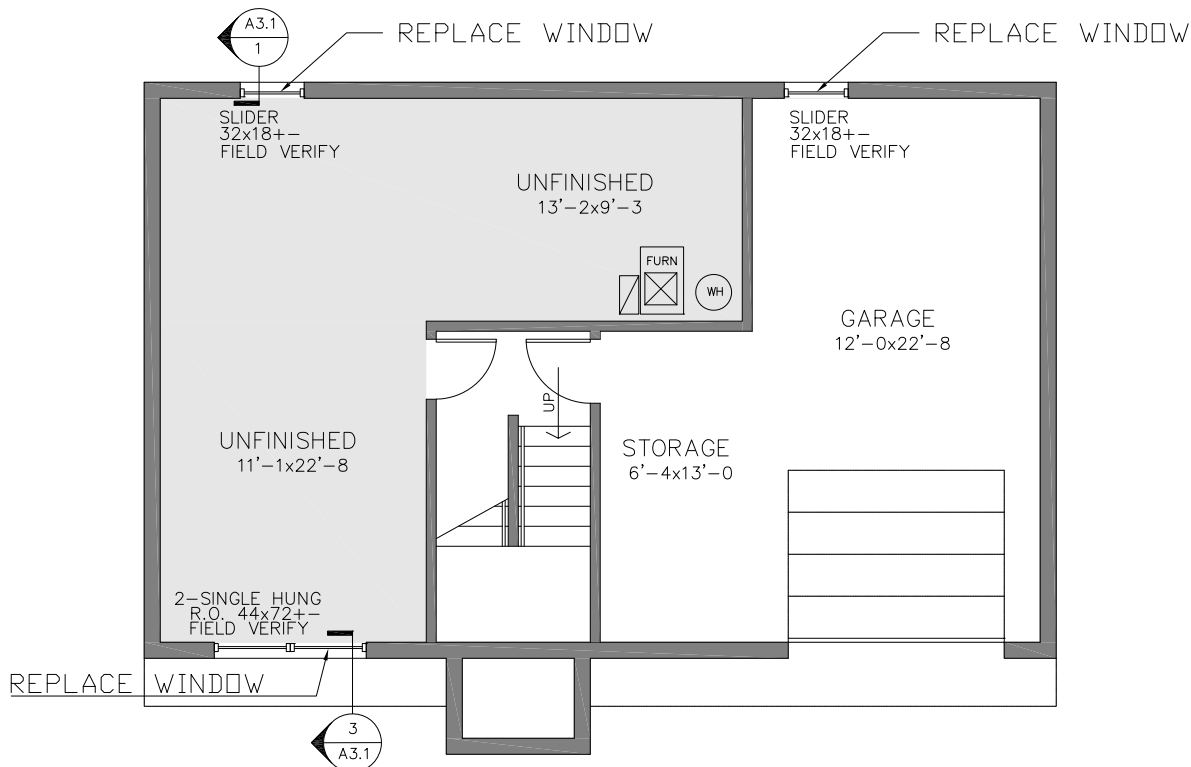 A3.1
1
REPLACE WINDOW
REPLACE WINDOW
SLIDER
32x18+-
FIELD VERIFY
SLIDER
32x18+-
FIELD VERIFY
UNFINISHED
13'-2x9'-3
FURN
WH
GARAGE
12'-0x22'-8
UP
UNFINISHED
11'-1x22'-8
STORAGE
6'-4x13'-0
2-SINGLE HUNG
R.O. 44x72+-
FIELD VERIFY
REPLACE WINDOW
3
A3.1